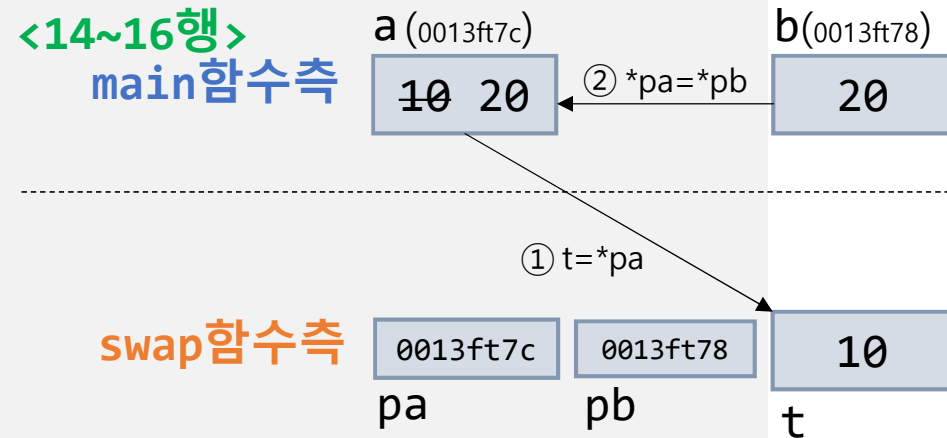 <14~16행>
main함수측
a (0013ft7c)
b(0013ft78)
10 20
② *pa=*pb
20
① t=*pa
swap함수측
0013ft7c
0013ft78
10
pa
pb
t